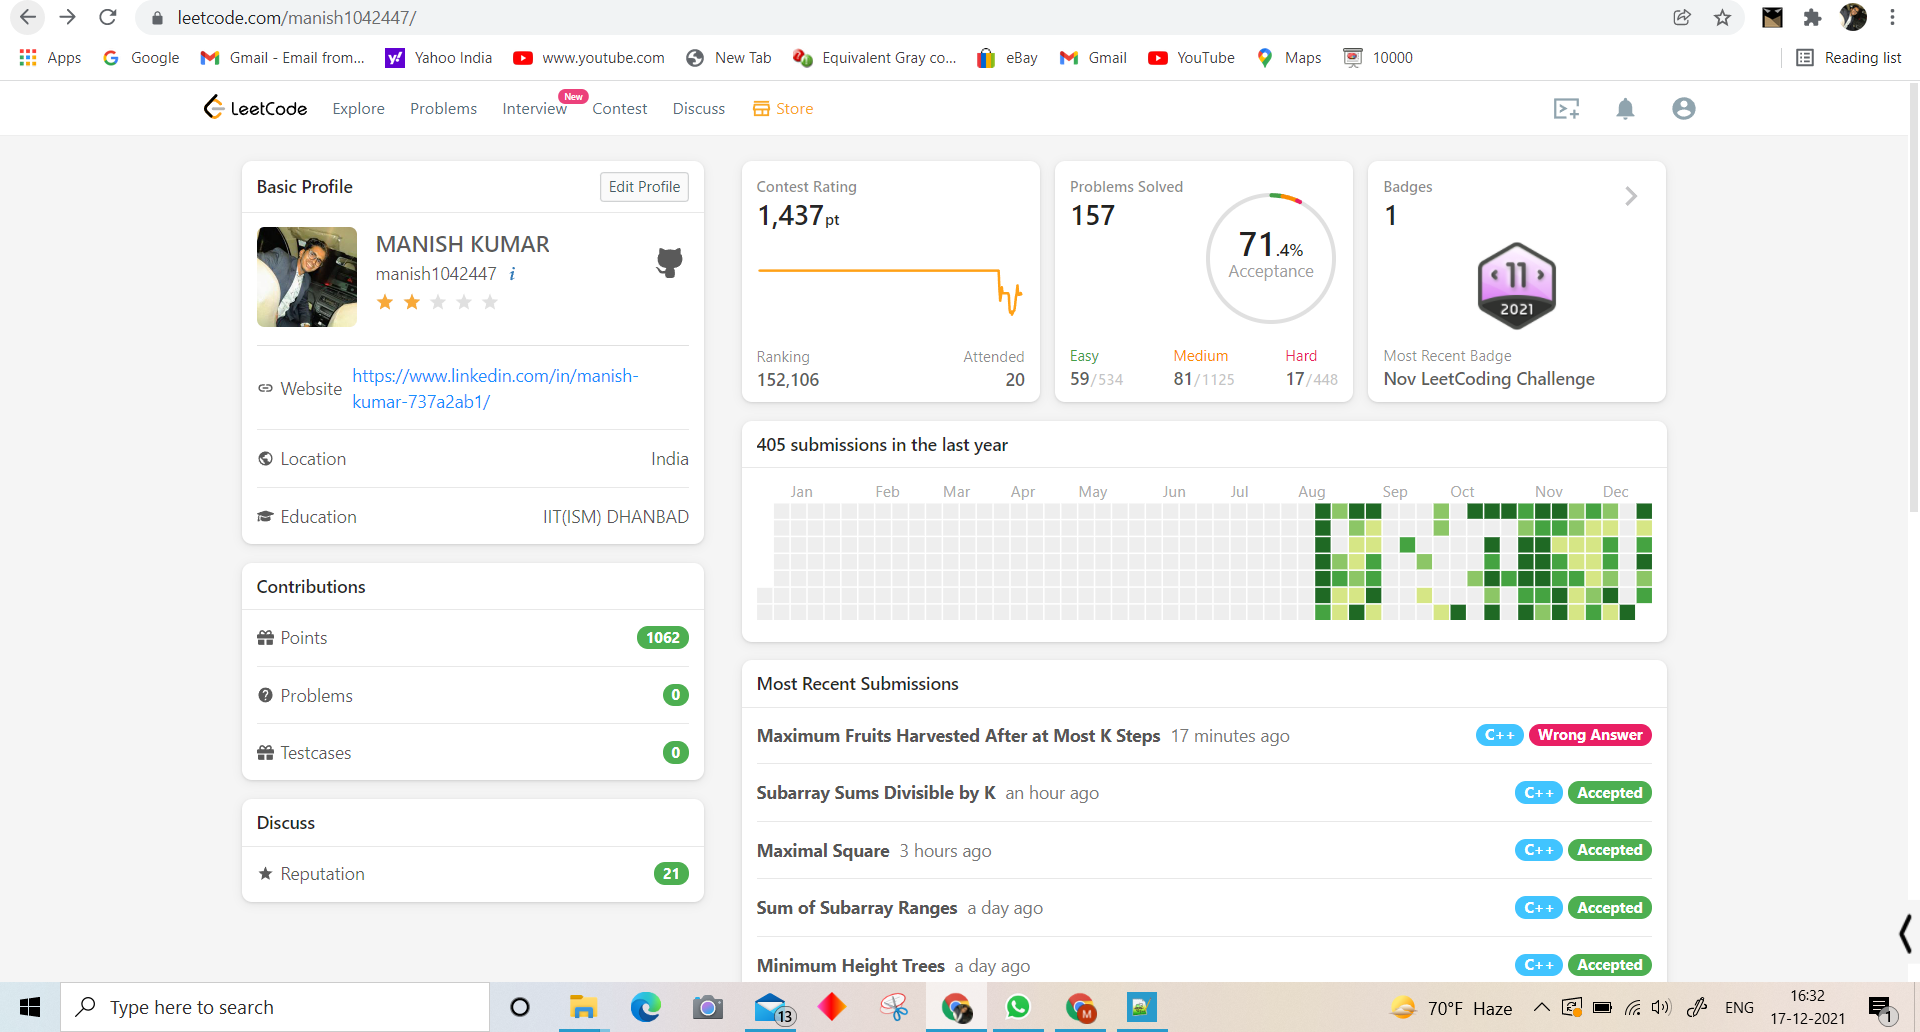 leetcode.com/manish1042447/
Apps Google Gmail - Email from... Yahoo India www.youtube.com New Tab Equivalent Gray co... eBay Gmail YouTube Maps 10000 Reading list
LeetCode Explore Problems Interview New Contest Discuss Store
Basic Profile
Edit Profile
MANISH KUMAR
manish1042447 i
Website https://www.linkedin.com/in/manish-
kumar-737a2ab1/
Location India
Education IIT(ISM) DHANBAD
Contributions
Points 1062
Problems 0
Testcases 0
Discuss
Reputation 21
Contest Rating
1,437pt
Ranking Attended
152,106 20
Problems Solved
157
71.4%
Acceptance
Easy Medium Hard
59/534 81/1125 17/448
Badges
1
11
2021
Most Recent Badge
Nov LeetCoding Challenge
405 submissions in the last year
Jan Feb Mar Apr May Jun Jul Aug Sep Oct Nov Dec
Most Recent Submissions
Maximum Fruits Harvested After at Most K Steps 17 minutes ago C++ Wrong Answer
Subarray Sums Divisible by K an hour ago C++ Accepted
Maximal Square 3 hours ago C++ Accepted
Sum of Subarray Ranges a day ago C++ Accepted
Minimum Height Trees a day ago C++ Accepted
Type here to search
13
M
70°F Haze
ENG
16:32
17-12-2021
1